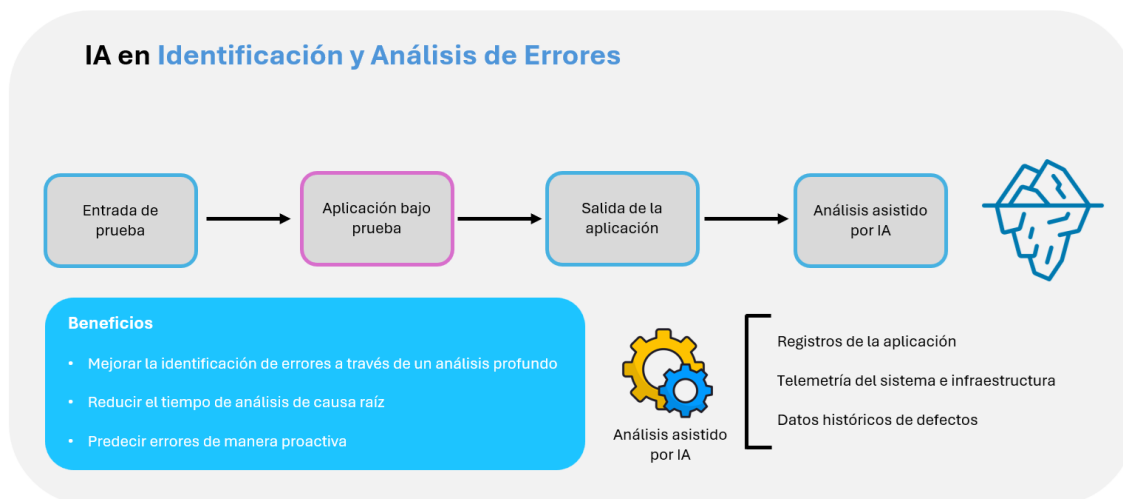 IA en Identificación y Análisis de Errores
Entrada de
prueba
Aplicación bajo
prueba
Salida de la
aplicación
Análisis asistido
por IA
Beneficios
• Mejorar la identificación de errores a través de un análisis profundo
• Reducir el tiempo de análisis de causa raíz
• Predecir errores de manera proactiva
Análisis asistido
por IA
Registros de la aplicación
Telemetría del sistema e infraestructura
Datos históricos de defectos